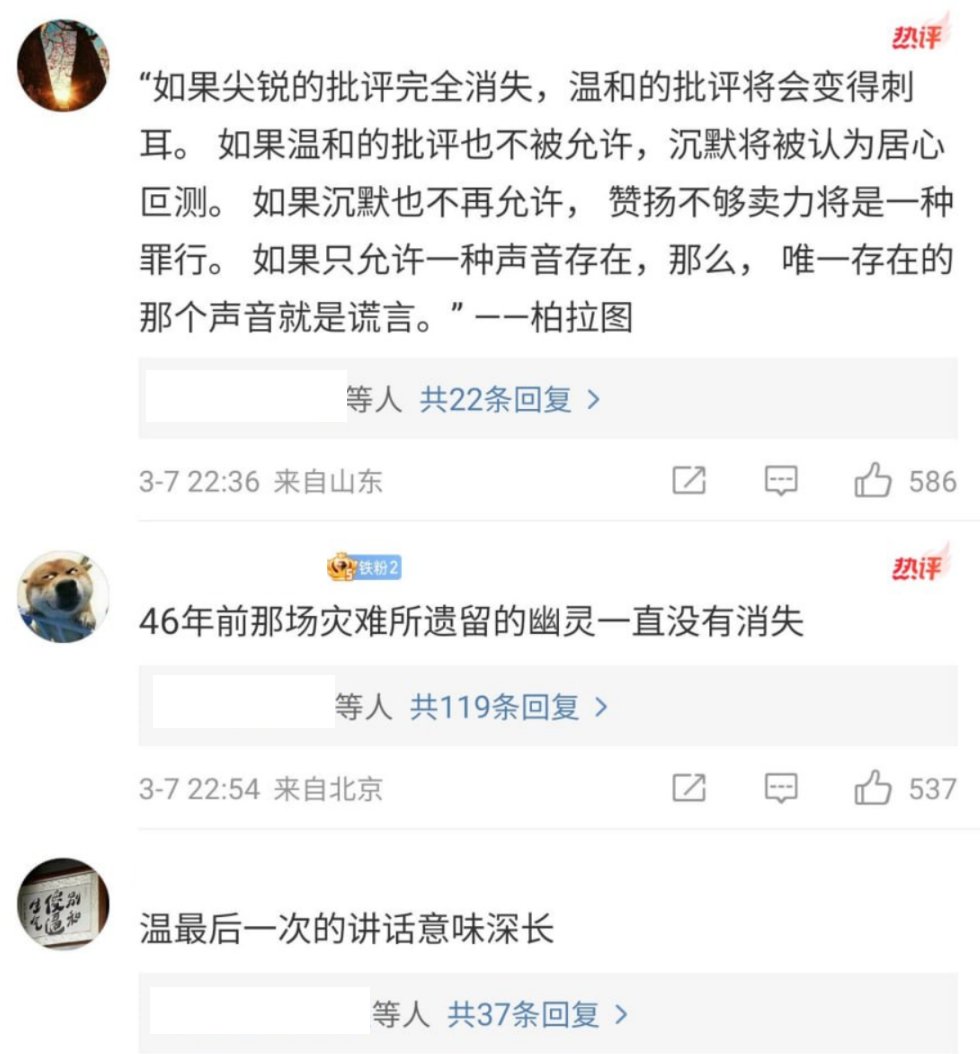 热评
“如果尖锐的批评完全消失，温和的批评将会变得刺
耳。 如果温和的批评也不被允许，沉默将被认为居心
叵测。 如果沉默也不再允许， 赞扬不够卖力将是一种
罪行。 如果只允许一种声音存在，那么， 唯一存在的
那个声音就是谎言。” ——柏拉图
等人 共22条回复 >
3-7 22:36 来自山东 586
铁粉2 热评
46年前那场灾难所遗留的幽灵一直没有消失
等人 共119条回复 >
3-7 22:54 来自北京 537
别和
傻逼
生气
温最后一次的讲话意味深长
等人 共37条回复 >